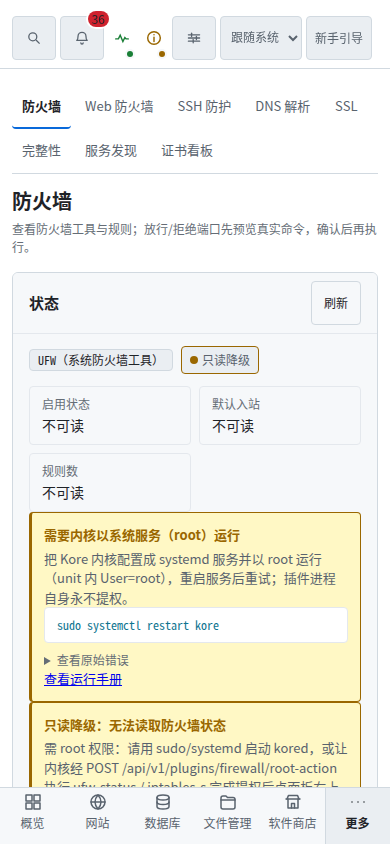 36
跟随系统
新手引导
防火墙
Web 防火墙
SSH 防护
DNS 解析
SSL
完整性
服务发现
证书看板
防火墙
查看防火墙工具与规则；放行/拒绝端口先预览真实命令，确认后再执
行。
状态
刷新
UFW（系统防火墙工具）
只读降级
启用状态
不可读
默认入站
不可读
规则数
不可读
需要内核以系统服务（root）运行
把 Kore 内核配置成 systemd 服务并以 root 运行
（unit 内 User=root），重启服务后重试；插件进程
自身永不提权。
sudo systemctl restart kore
查看原始错误
查看运行手册
只读降级：无法读取防火墙状态
需 root 权限：请用 sudo/systemd 启动 kored，或让
内核经 POST /api/v1/plugins/firewall/root-action
概览
网站
数据库
文件管理
软件商店
更多